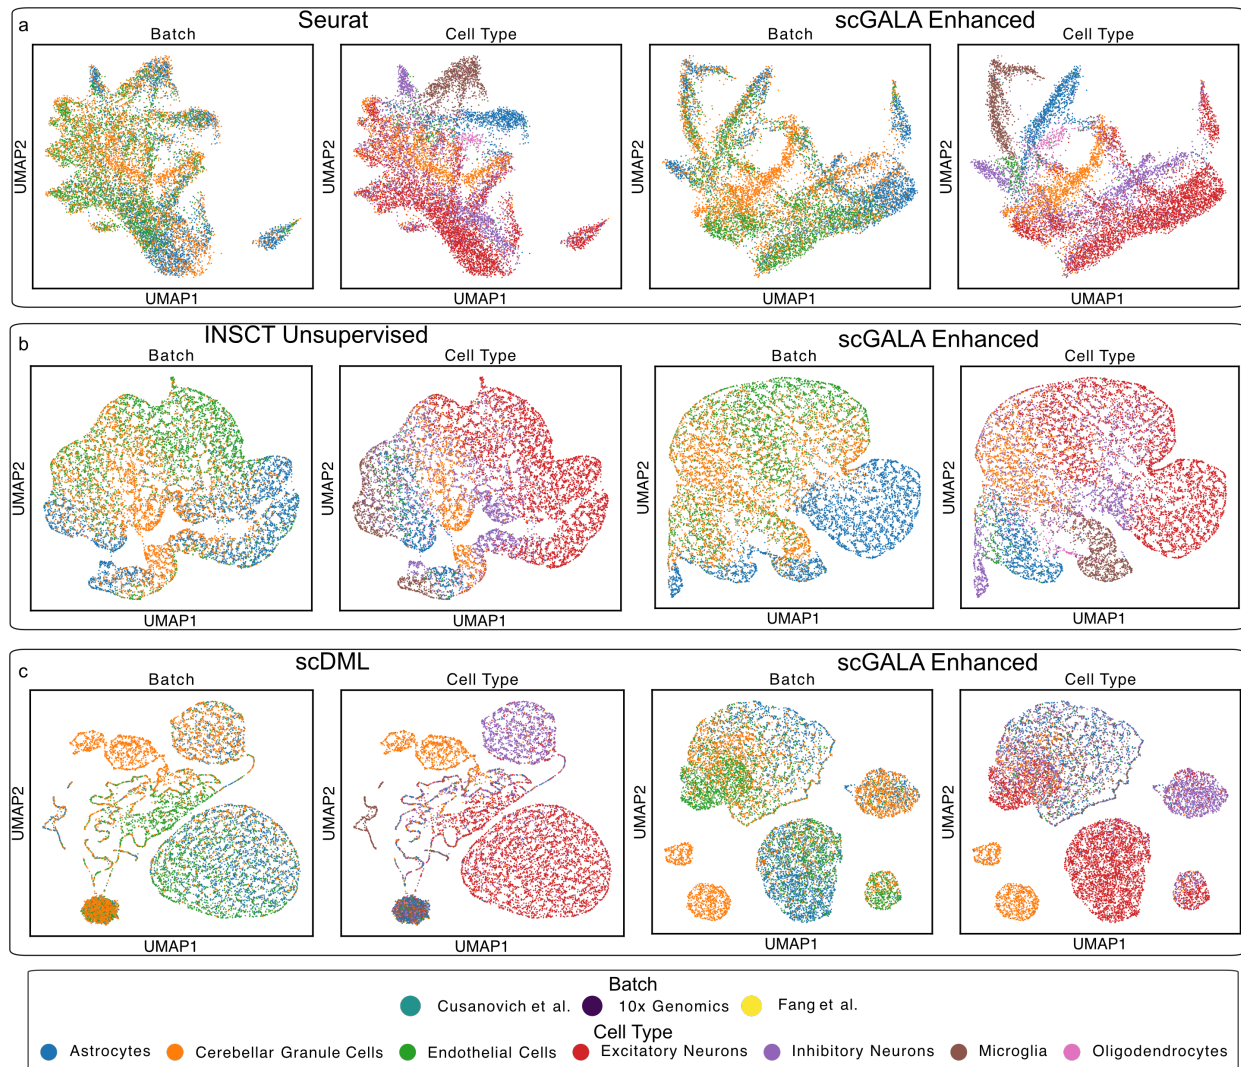 a
Seurat
scGALA Enhanced
Batch
Cell Type
Batch
Cell Type
UMAP2
UMAP2
UMAP2
UMAP2
UMAP1
UMAP1
UMAP1
UMAP1
b
INSCT Unsupervised
scGALA Enhanced
Batch
Cell Type
Batch
Cell Type
UMAP2
UMAP2
UMAP2
UMAP2
UMAP1
UMAP1
UMAP1
UMAP1
c
scDML
scGALA Enhanced
Batch
Cell Type
Batch
Cell Type
UMAP2
UMAP2
UMAP2
UMAP2
UMAP1
UMAP1
UMAP1
UMAP1
Batch
Cusanovich et al. 10x Genomics Fang et al.
Cell Type
Astrocytes Cerebellar Granule Cells Endothelial Cells Excitatory Neurons Inhibitory Neurons Microglia Oligodendrocytes